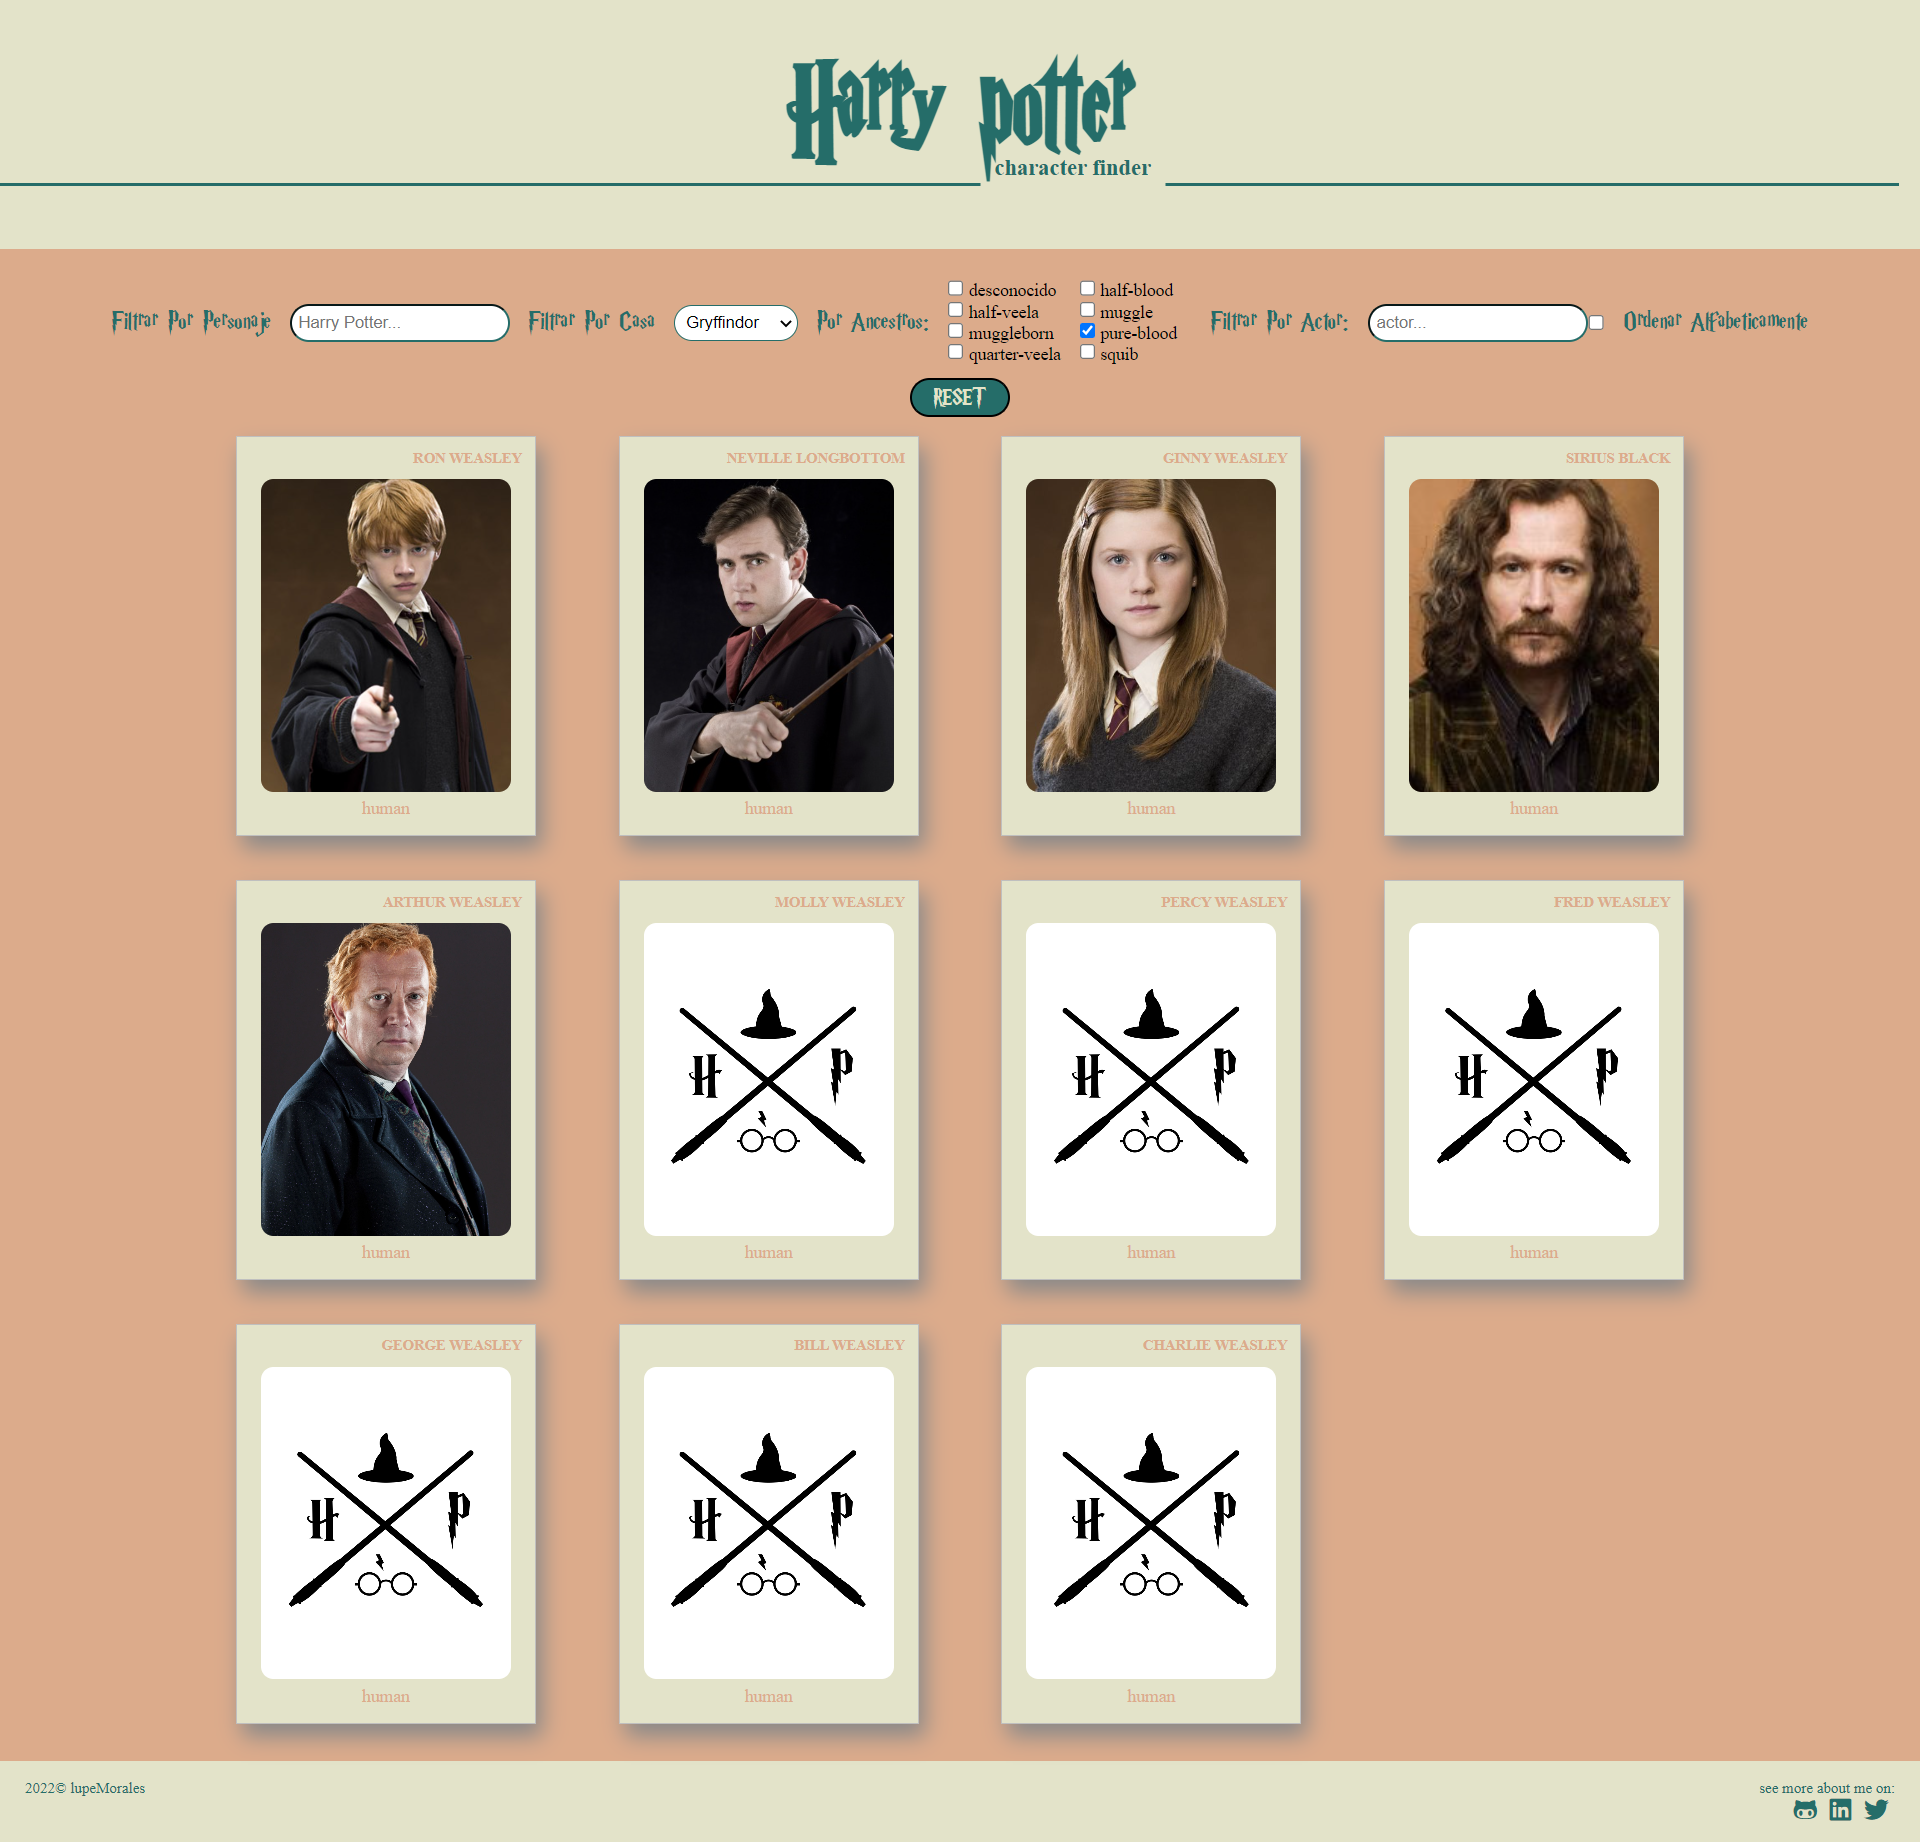 Harry potter
character finder
Filtrar Por Personaje
Harry Potter...
Filtrar Por Casa
Gryffindor
Por Ancestros:
desconocido
half-blood
half-veela
muggle
muggleborn
pure-blood
quarter-veela
squib
Filtrar Por Actor:
actor...
Ordenar Alfabeticamente
RESET
RON WEASLEY
human
NEVILLE LONGBOTTOM
human
GINNY WEASLEY
human
SIRIUS BLACK
human
ARTHUR WEASLEY
human
MOLLY WEASLEY
H P
human
PERCY WEASLEY
H P
human
FRED WEASLEY
H P
human
GEORGE WEASLEY
H P
human
BILL WEASLEY
H P
human
CHARLIE WEASLEY
H P
human
2022© lupeMorales
see more about me on:
in